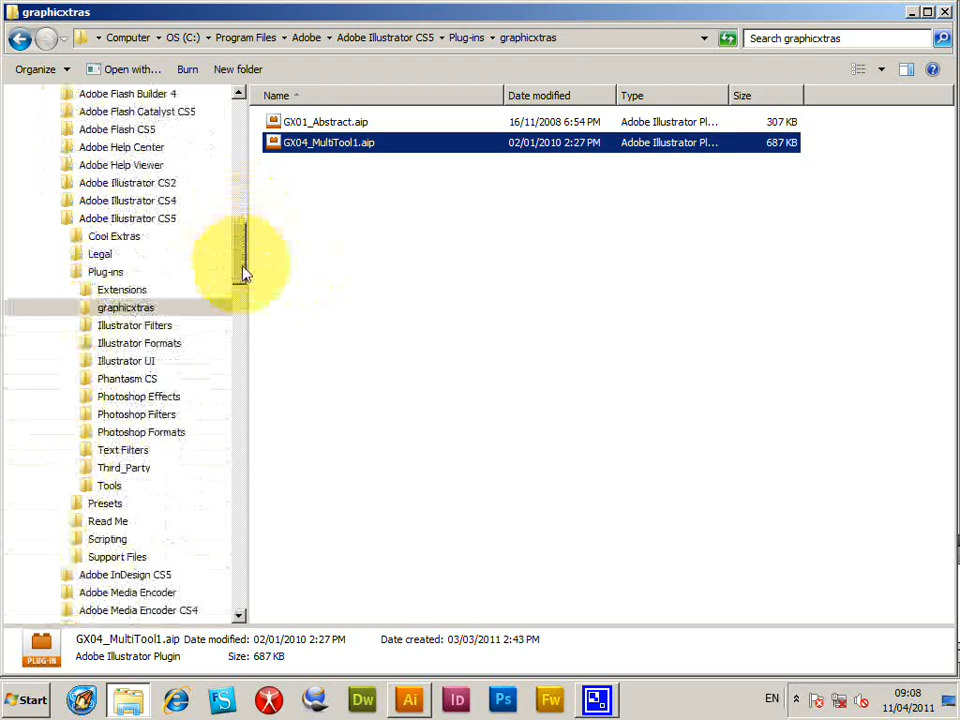 graphicxtras
Computer OS (C:) Program Files Adobe Adobe Illustrator CS5 Plug-ins graphicxtras
Search graphicxtras
Organize Open with... Burn New folder
Name Date modified Type Size
GX01_Abstract.aip 16/11/2008 6:54 PM Adobe Illustrator Pl... 307 KB
GX04_MultiTool1.aip 02/01/2010 2:27 PM Adobe Illustrator Pl... 687 KB
Adobe Flash Builder 4
Adobe Flash Catalyst CS5
Adobe Flash CS5
Adobe Help Center
Adobe Help Viewer
Adobe Illustrator CS2
Adobe Illustrator CS4
Adobe Illustrator CS5
Cool Extras
Legal
Plug-ins
Extensions
graphicxtras
Illustrator Filters
Illustrator Formats
Illustrator UI
Phantasm CS
Photoshop Effects
Photoshop Filters
Photoshop Formats
Text Filters
Third_Party
Tools
Presets
Read Me
Scripting
Support Files
Adobe InDesign CS5
Adobe Media Encoder
Adobe Media Encoder CS4
GX04_MultiTool1.aip Date modified: 02/01/2010 2:27 PM Date created: 03/03/2011 2:43 PM
Adobe Illustrator Plugin Size: 687 KB
PLUG-IN
Start FS Dw Ai Id Ps Fw EN 09:08
11/04/2011